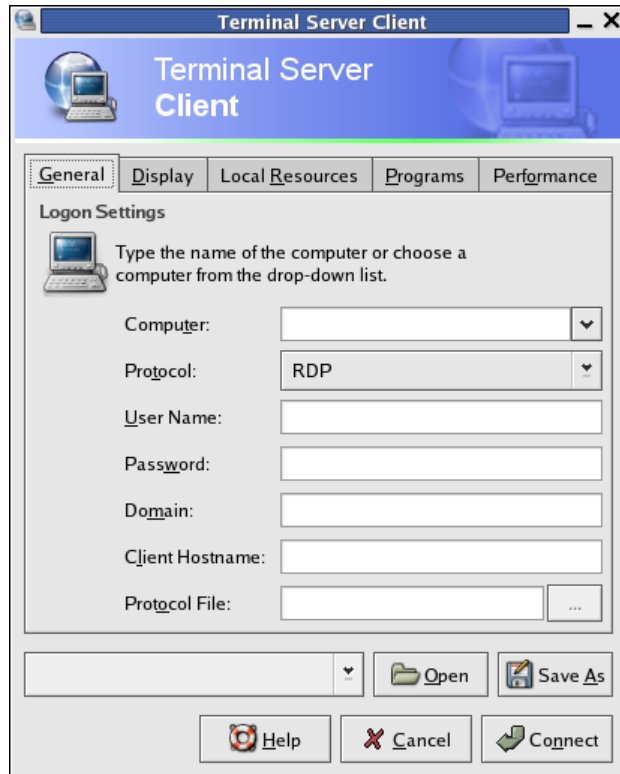 Terminal Server Client
Terminal Server
Client
General Display Local Resources Programs Performance
Logon Settings
Type the name of the computer or choose a
computer from the drop-down list.
Computer:
Protocol: RDP
User Name:
Password:
Domain:
Client Hostname:
Protocol File: ...
Open Save As
Help Cancel Connect